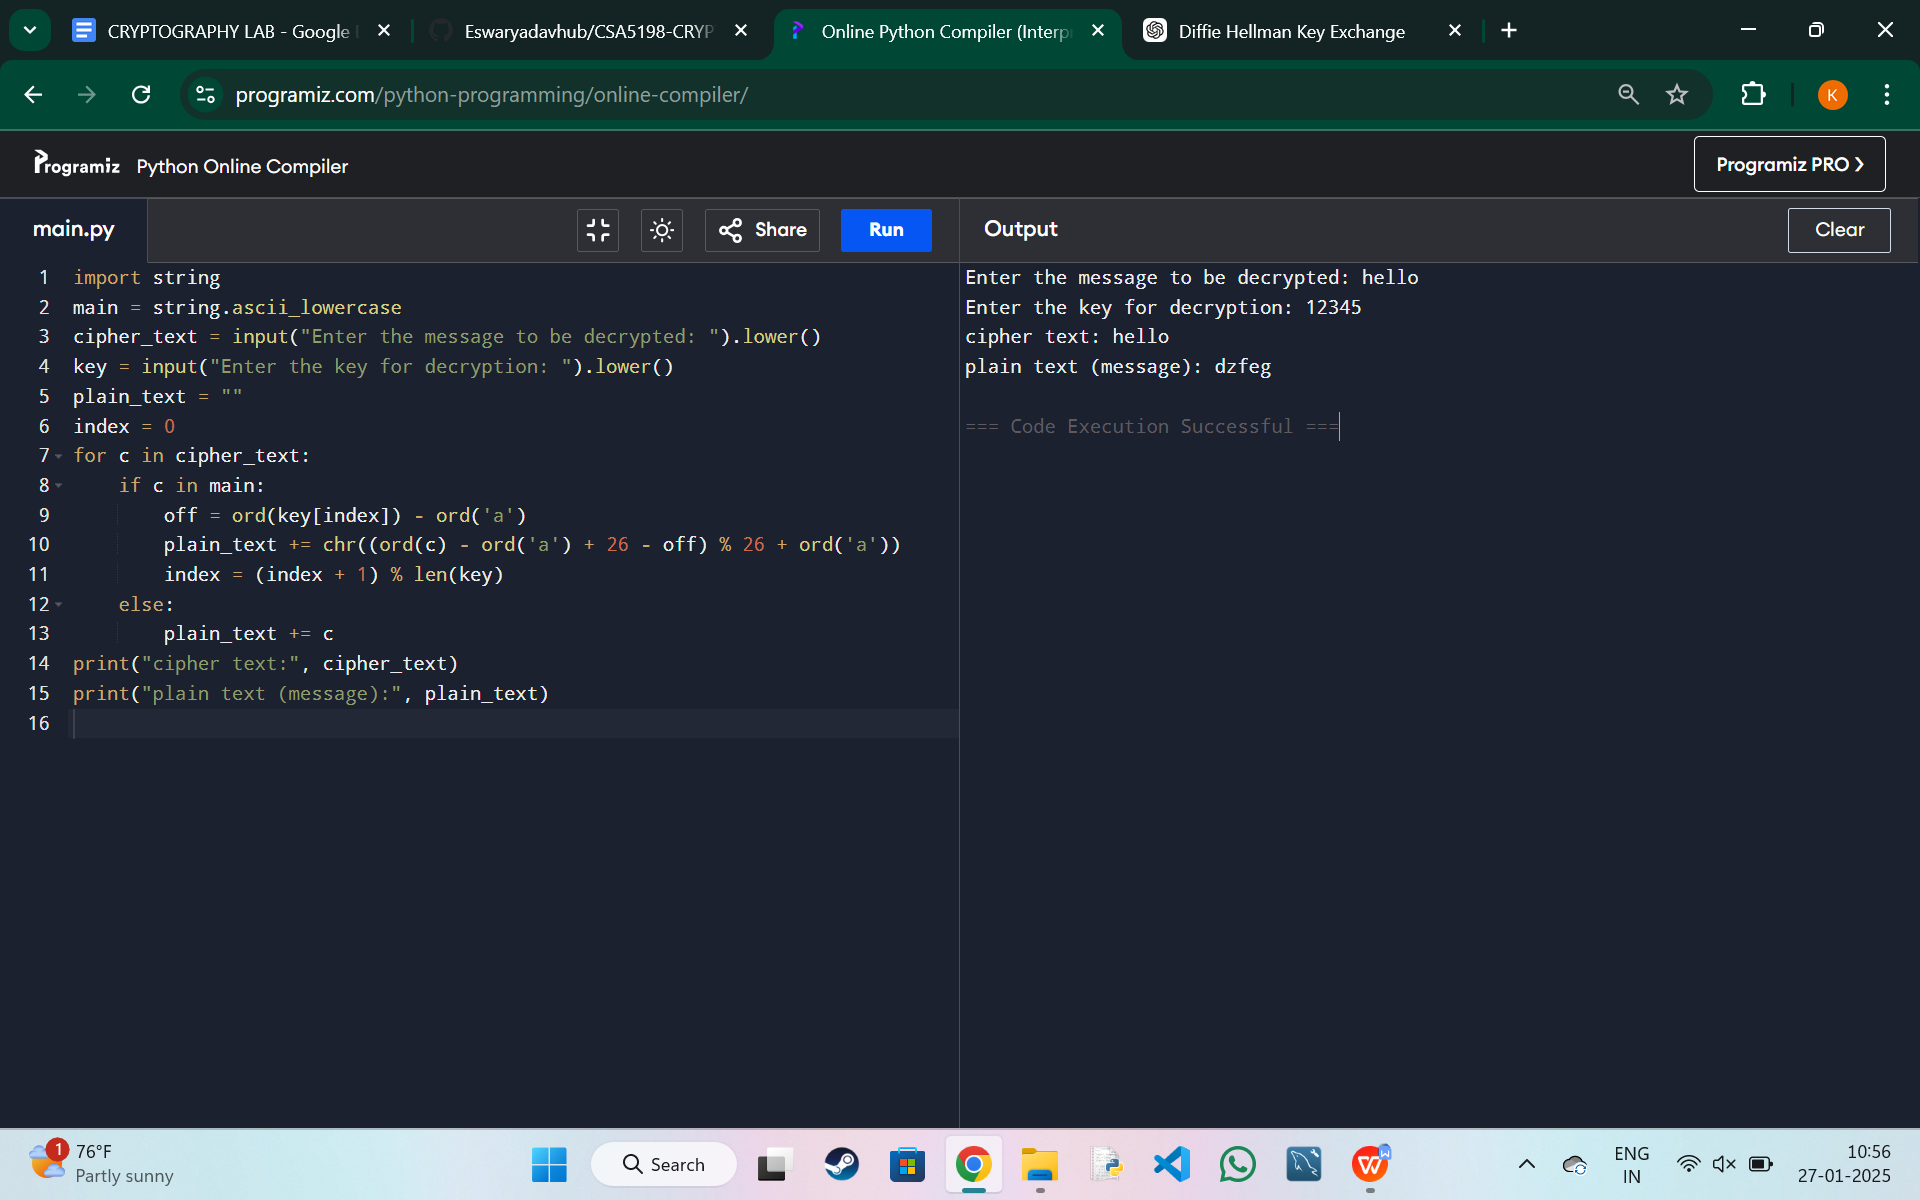 CRYPTOGRAPHY LAB - Google
Eswaryadavhub/CSA5198-CRYP
Online Python Compiler (Interp
Diffie Hellman Key Exchange
programiz.com/python-programming/online-compiler/
K
Programiz
Python Online Compiler
Programiz PRO
main.py
Share
Run
Output
Clear
1 import string
2 main = string.ascii_lowercase
3 cipher_text = input("Enter the message to be decrypted: ").lower()
4 key = input("Enter the key for decryption: ").lower()
5 plain_text = ""
6 index = 0
7 for c in cipher_text:
8 if c in main:
9 off = ord(key[index]) - ord('a')
10 plain_text += chr((ord(c) - ord('a') + 26 - off) % 26 + ord('a'))
11 index = (index + 1) % len(key)
12 else:
13 plain_text += c
14 print("cipher text:", cipher_text)
15 print("plain text (message):", plain_text)
16
Enter the message to be decrypted: hello
Enter the key for decryption: 12345
cipher text: hello
plain text (message): dzfeg
=== Code Execution Successful ===
1
76°F
Partly sunny
Search
W
ENG
IN
10:56
27-01-2025